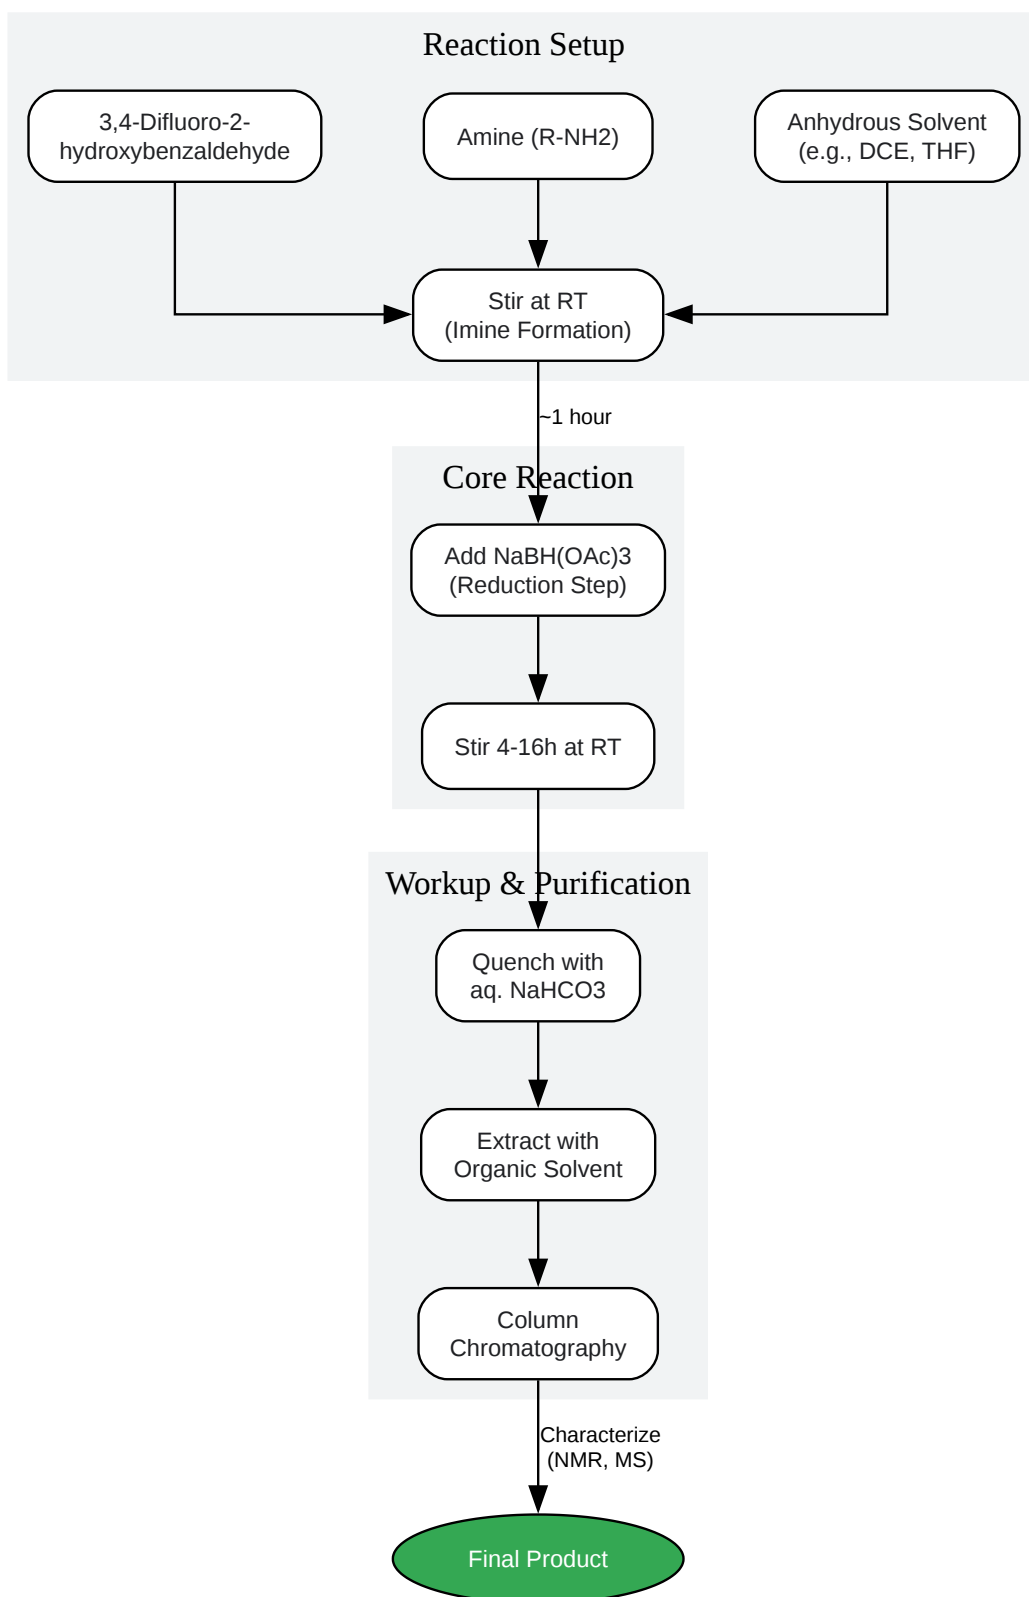 Reaction Setup
3,4-Difluoro-2-
hydroxybenzaldehyde
Amine (R-NH2)
Anhydrous Solvent
(e.g., DCE, THF)
Stir at RT
(Imine Formation)
~1 hour
Core Reaction
Add NaBH(OAc)3
(Reduction Step)
Stir 4-16h at RT
Workup & Purification
Quench with
aq. NaHCO3
Extract with
Organic Solvent
Column
Chromatography
Characterize
(NMR, MS)
Final Product